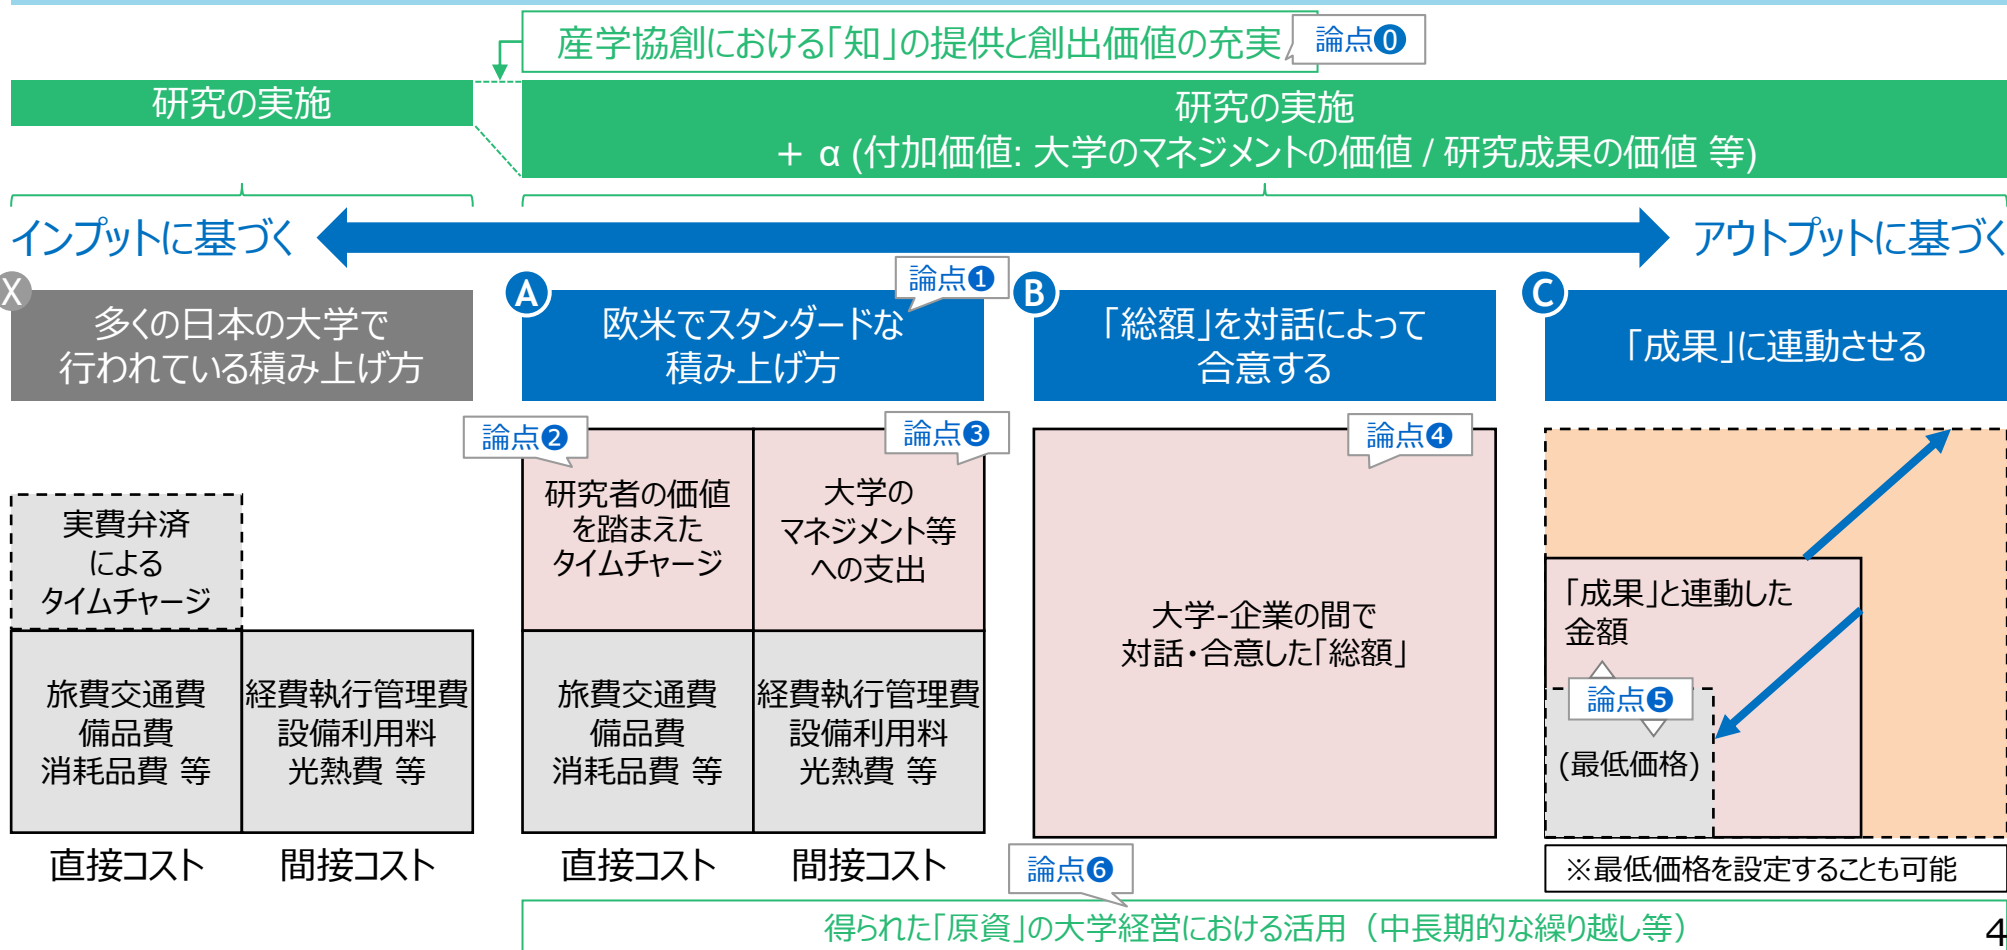 産学協創における「知」の提供と創出価値の充実
論点⓿
研究の実施
研究の実施
+ α (付加価値: 大学のマネジメントの価値 / 研究成果の価値 等)
インプットに基づく
アウトプットに基づく
X
多くの日本の大学で
行われている積み上げ方
A
論点❶
欧米でスタンダードな
積み上げ方
B
「総額」を対話によって
合意する
C
「成果」に連動させる
実費弁済
による
タイムチャージ
旅費交通費
備品費
消耗品費 等
経費執行管理費
設備利用料
光熱費 等
直接コスト
間接コスト
論点❷
研究者の価値
を踏まえた
タイムチャージ
論点❸
大学の
マネジメント等
への支出
旅費交通費
備品費
消耗品費 等
経費執行管理費
設備利用料
光熱費 等
直接コスト
間接コスト
論点❹
大学-企業の間で
対話・合意した「総額」
「成果」と連動した
金額
論点❺
(最低価格)
※最低価格を設定することも可能
論点❻
得られた「原資」の大学経営における活用（中長期的な繰り越し等）
4